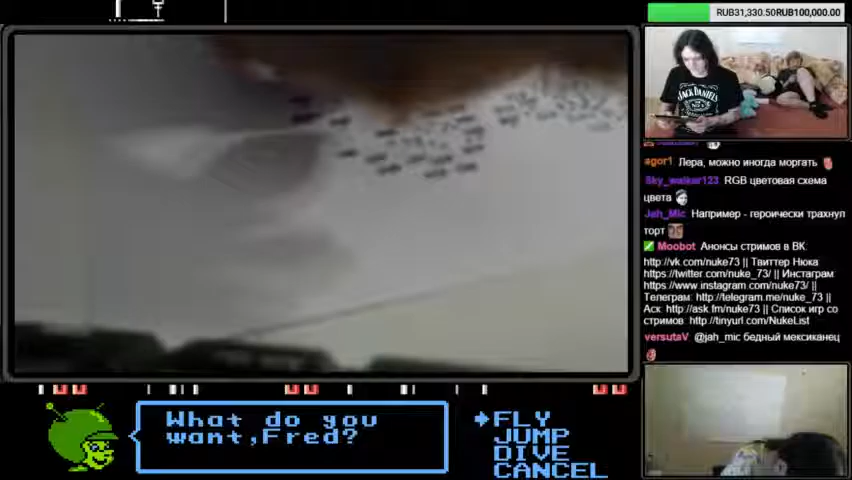 RUB31,330.50RUB100,000.00
JACK DANIEL'S
agor1 Лера, можно иногда моргать
Sky_walker123 RGB цветовая схема
цвета
Jah_Mic Например - героически трахнул
торт
Moobot Анонсы стримов в ВК:
http://vk.com/nuke73 || Твиттер Нюка
https://twitter.com/nuke_73/ || Инстаграм:
https://www.instagram.com/nuke73/ ||
Телеграм: http://telegram.me/nuke_73 ||
Аск: http://ask.fm/nuke73 || Список игр со
стримов: http://tinyurl.com/NukeList
versutaV @jah_mic бедный мексиканец
What do you
want,Fred?
FLY
JUMP
DIVE
CANCEL